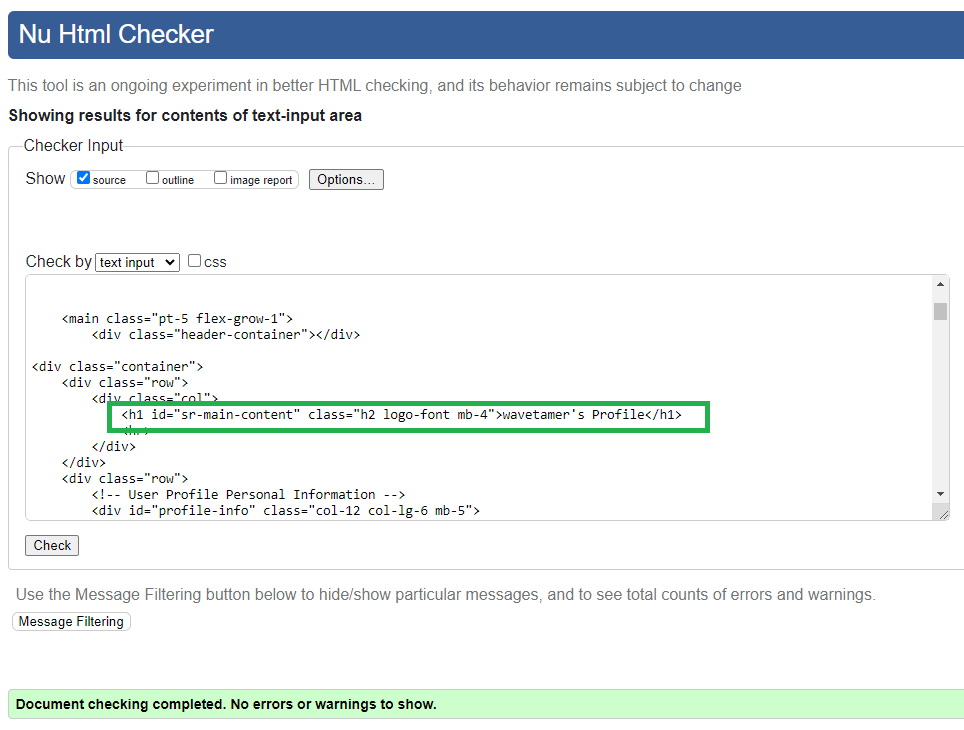 Nu Html Checker
This tool is an ongoing experiment in better HTML checking, and its behavior remains subject to change
Showing results for contents of text-input area
Checker Input
Show source outline image report Options...
Check by text input css
<main class="pt-5 flex-grow-1">
<div class="header-container"></div>
<div class="container">
<div class="row">
<div class="col">
<h1 id="sr-main-content" class="h2 logo-font mb-4">wavetamer's Profile</h1>
<hr>
</div>
</div>
<div class="row">
<!-- User Profile Personal Information -->
<div id="profile-info" class="col-12 col-lg-6 mb-5">
Check
Use the Message Filtering button below to hide/show particular messages, and to see total counts of errors and warnings.
Message Filtering
Document checking completed. No errors or warnings to show.